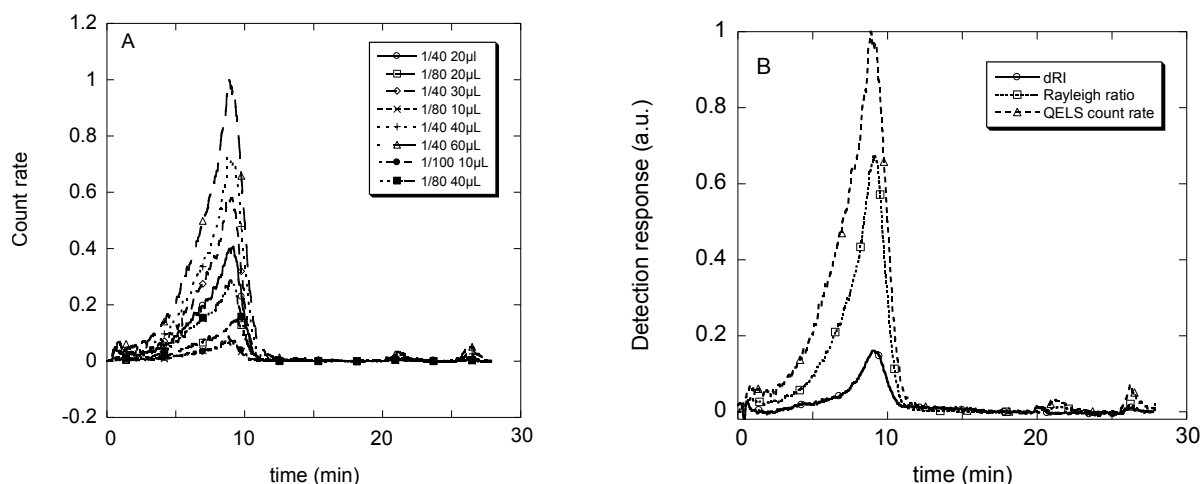 A
1.2
1
0.8
0.6
0.4
0.2
0
-0.2
Count rate
1/40 20µl
1/80 20µL
1/40 30µL
1/80 10µL
1/40 40µL
1/40 60µL
1/100 10µL
1/80 40µL
0 10 20 30
time (min)
B
1
0.8
0.6
0.4
0.2
0
Detection response (a.u.)
dRI
Rayleigh ratio
QELS count rate
0 10 20 30
time (min)